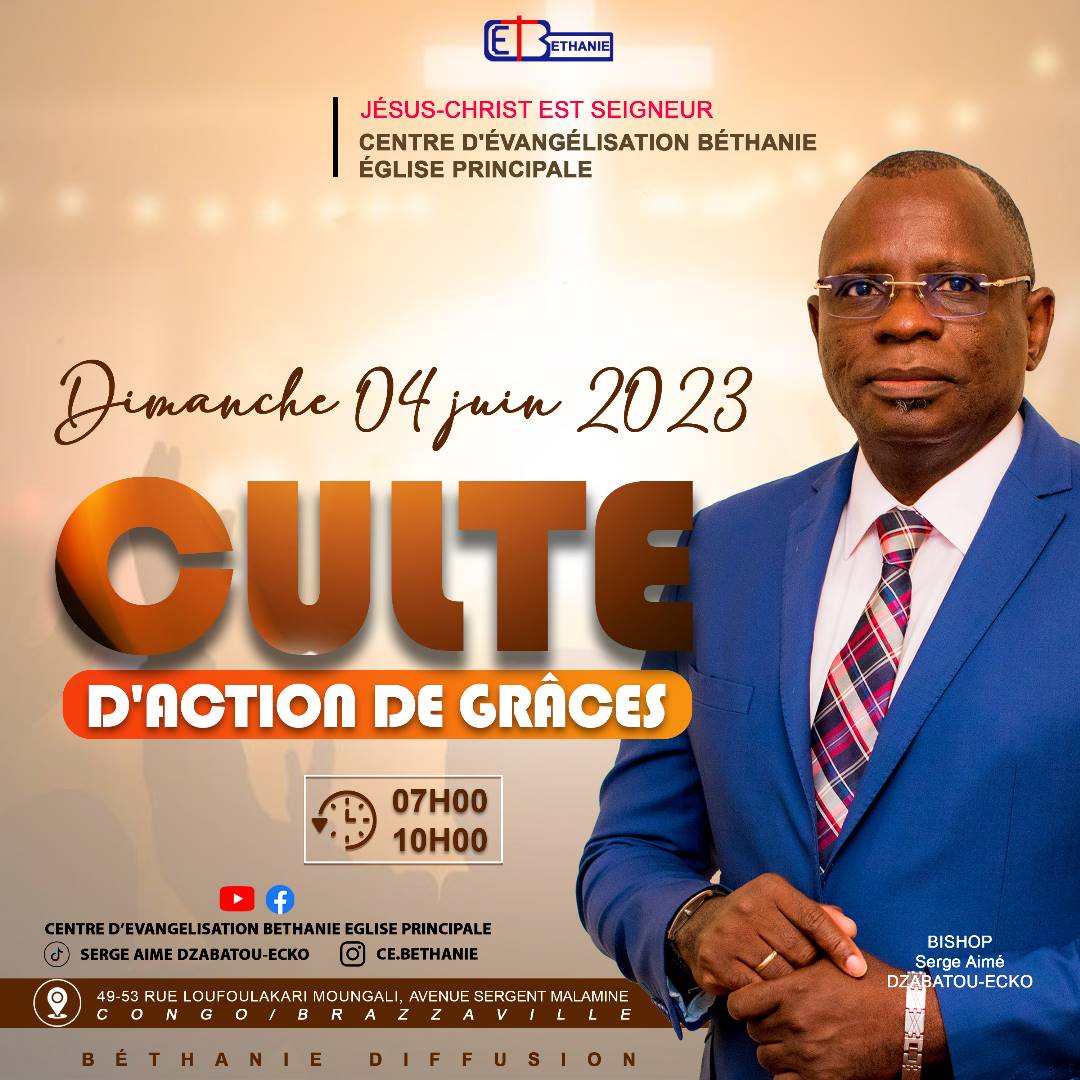 CEBETHANIE
JÉSUS-CHRIST EST SEIGNEUR
CENTRE D'ÉVANGÉLISATION BÉTHANIE
ÉGLISE PRINCIPALE
Dimanche 04 juin 2023
CULTE
D'ACTION DE GRÂCES
07H00
10H00
CENTRE D'EVANGELISATION BETHANIE EGLISE PRINCIPALE
SERGE AIME DZABATOU-ECKO CE.BETHANIE
BISHOP
Serge Aimé
DZABATOU-ECKO
49-53 RUE LOUFOULAKARI MOUNGALI, AVENUE SERGENT MALAMINE
CONGO/BRAZZAVILLE
BÉTHANIE DIFFUSION